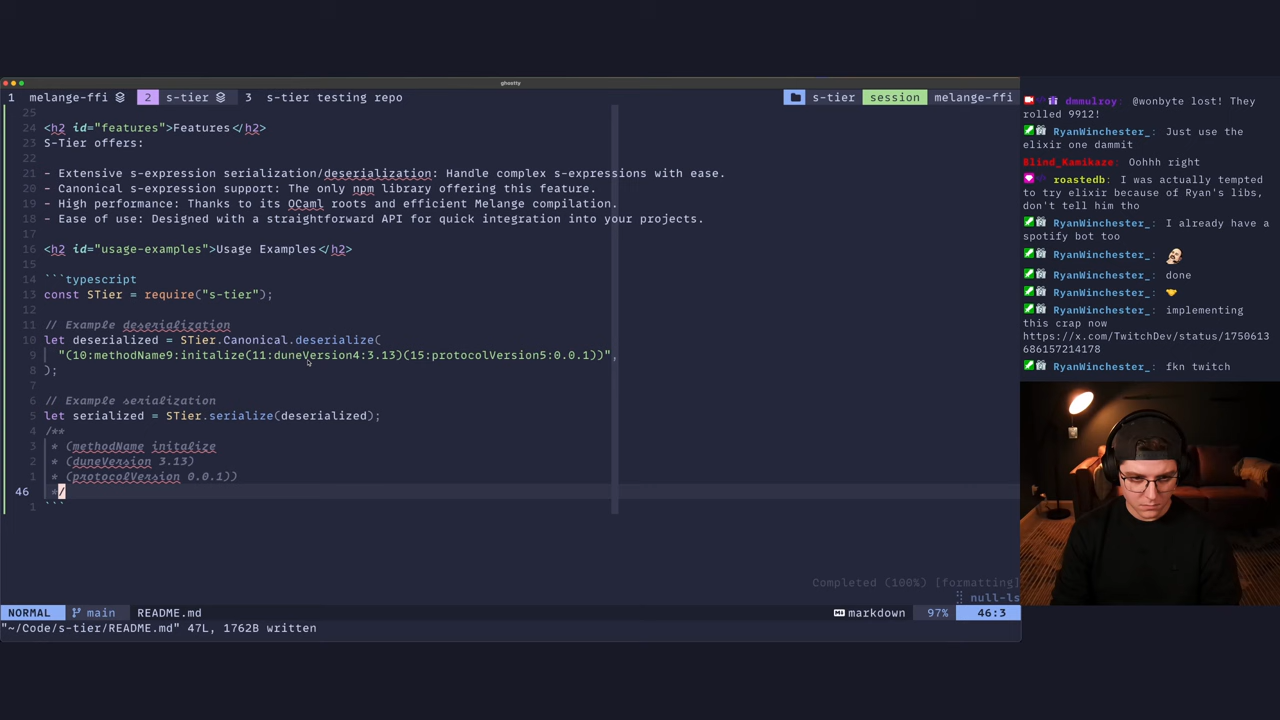 ghostty
1 melange-ffi 2 s-tier 3 s-tier testing repo s-tier session melange-ffi
25
24 <h2 id="features">Features</h2>
23 S-Tier offers:
22
21 - Extensive s-expression serialization/deserialization: Handle complex s-expressions with ease.
20 - Canonical s-expression support: The only npm library offering this feature.
19 - High performance: Thanks to its OCaml roots and efficient Melange compilation.
18 - Ease of use: Designed with a straightforward API for quick integration into your projects.
17
16 <h2 id="usage-examples">Usage Examples</h2>
15
14 ```typescript
13 const STier = require("s-tier");
12
11 // Example deserialization
10 let deserialized = STier.Canonical.deserialize(
9 "(10:methodName9:initalize(11:duneVersion4:3.13)(15:protocolVersion5:0.0.1))",
8 );
7
6 // Example serialization
5 let serialized = STier.serialize(deserialized);
4 /**
3 * (methodName initalize
2 * (duneVersion 3.13)
1 * (protocolVersion 0.0.1))
46 */
1 ```
Completed (100%) [formatting]
null-ls
NORMAL main README.md markdown 97% 46:3
"~/Code/s-tier/README.md" 47L, 1762B written
dmmulroy: @wonbyte lost! They
rolled 9912!
RyanWinchester_: Just use the
elixir one dammit
Blind_Kamikaze: Oohhh right
roastedb: I was actually tempted
to try elixir because of Ryan's libs,
don't tell him tho
RyanWinchester_: I already have a
spotify bot too
RyanWinchester_:
RyanWinchester_: done
RyanWinchester_:
RyanWinchester_: implementing
this crap now
https://x.com/TwitchDev/status/1750613
686157214178
RyanWinchester_: fkn twitch